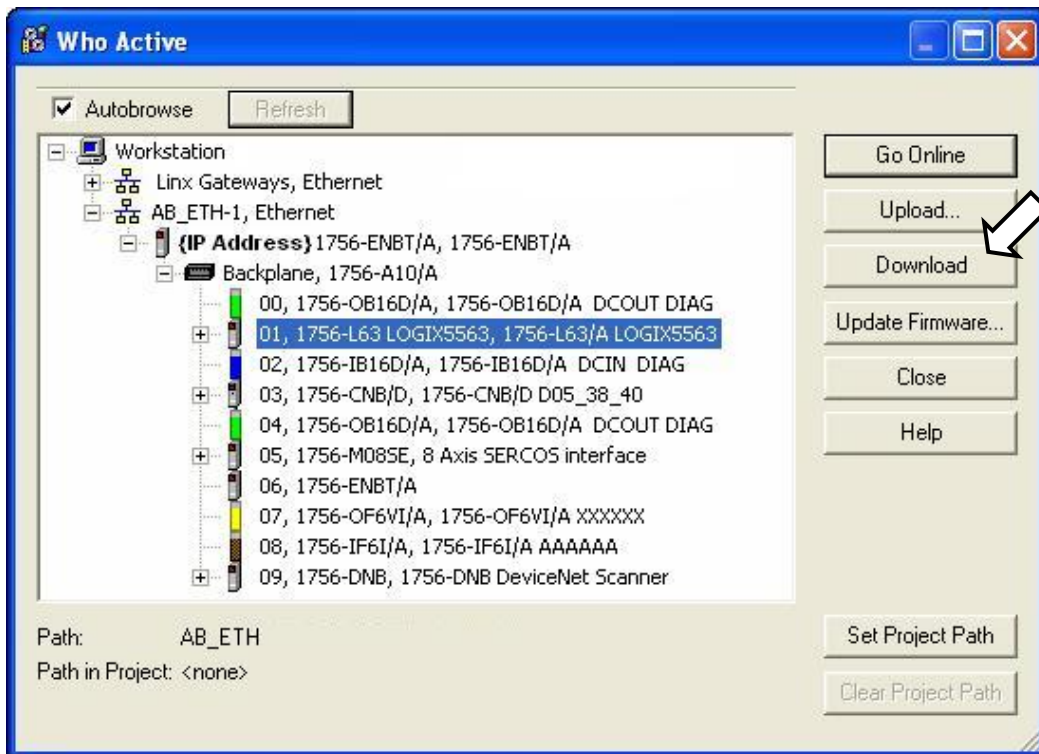 Who Active
Autobrowse
Refresh
Workstation
Linx Gateways, Ethernet
AB_ETH-1, Ethernet
{IP Address} 1756-ENBT/A, 1756-ENBT/A
Backplane, 1756-A10/A
00, 1756-OB16D/A, 1756-OB16D/A DCOUT DIAG
01, 1756-L63 LOGIX5563, 1756-L63/A LOGIX5563
02, 1756-IB16D/A, 1756-IB16D/A DCIN DIAG
03, 1756-CNB/D, 1756-CNB/D D05_38_40
04, 1756-OB16D/A, 1756-OB16D/A DCOUT DIAG
05, 1756-M08SE, 8 Axis SERCOS interface
06, 1756-ENBT/A
07, 1756-OF6VI/A, 1756-OF6VI/A XXXXXX
08, 1756-IF6I/A, 1756-IF6I/A AAAAAA
09, 1756-DNB, 1756-DNB DeviceNet Scanner
Go Online
Upload...
Download
Update Firmware...
Close
Help
Path: AB_ETH
Path in Project: <none>
Set Project Path
Clear Project Path